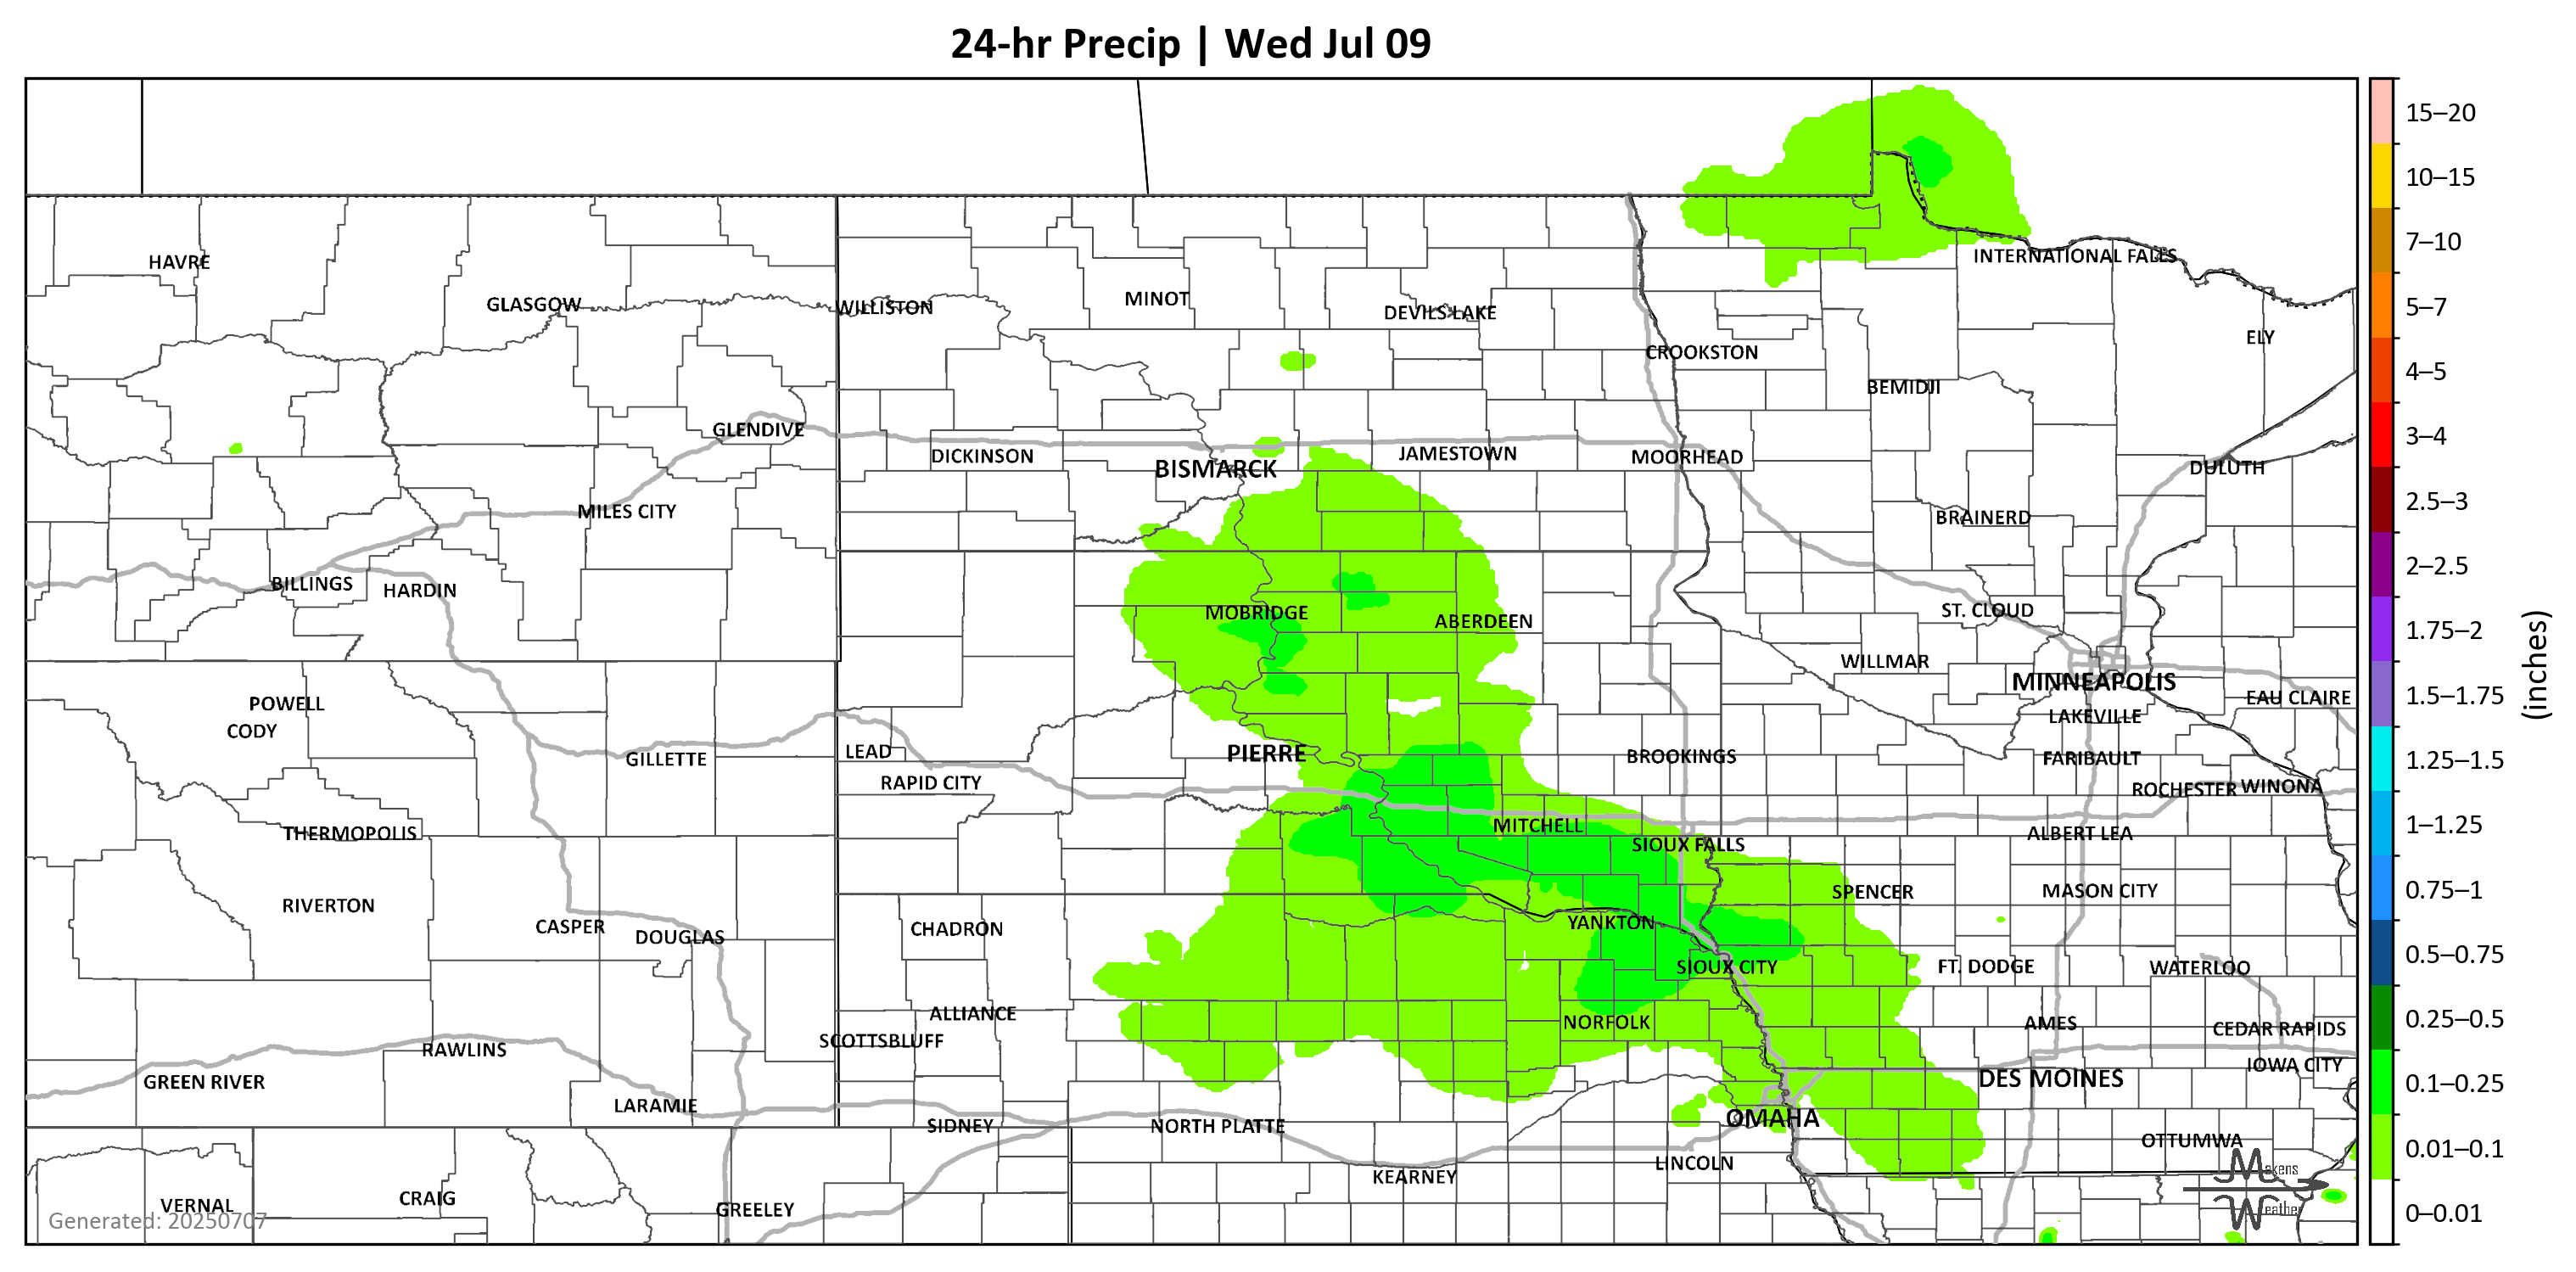 24-hr Precip | Wed Jul 09
15–20
10–15
7–10
5–7
4–5
3–4
2.5–3
2–2.5
1.75–2
1.5–1.75
1.25–1.5
1–1.25
0.75–1
0.5–0.75
0.25–0.5
0.1–0.25
0.01–0.1
0–0.01
(inches)
INTERNATIONAL FALLS
HAVRE
MINOT
GLASGOW
WILLISTON
DEVILS LAKE
ELY
CROOKSTON
BEMIDJI
GLENDIVE
JAMESTOWN
DICKINSON
MOORHEAD
BISMARCK
DULUTH
MILES CITY
BRAINERD
BILLINGS
HARDIN
ST. CLOUD
MOBRIDGE
ABERDEEN
WILLMAR
MINNEAPOLIS
EAU CLAIRE
POWELL
LAKEVILLE
CODY
LEAD
PIERRE
BROOKINGS
GILLETTE
FARIBAULT
RAPID CITY
ROCHESTER
WINONA
MITCHELL
THERMOPOLIS
ALBERT LEA
SIOUX FALLS
SPENCER
MASON CITY
RIVERTON
YANKTON
CASPER
CHADRON
DOUGLAS
SIOUX CITY
FT. DODGE
WATERLOO
ALLIANCE
NORFOLK
AMES
CEDAR RAPIDS
SCOTTSBLUFF
RAWLINS
IOWA CITY
GREEN RIVER
DES MOINES
LARAMIE
OMAHA
SIDNEY
NORTH PLATTE
OTTUMWA
LINCOLN
KEARNEY
CRAIG
VERNAL
GREELEY
Generated: 20250707
Makens
Weather